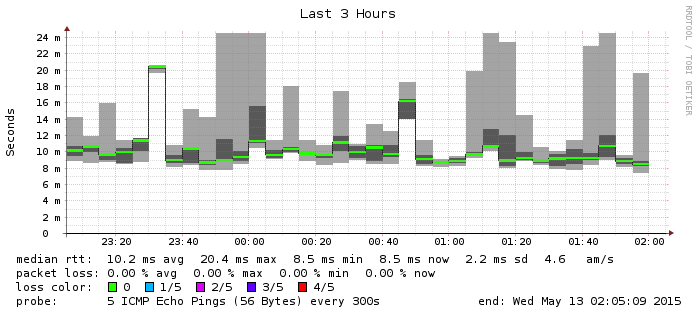 Last 3 Hours
RRDTOOL / TOBI OETIKER
Seconds
24 m
22 m
20 m
18 m
16 m
14 m
12 m
10 m
8 m
6 m
4 m
2 m
0
23:20 23:40 00:00 00:20 00:40 01:00 01:20 01:40 02:00
median rtt: 10.2 ms avg 20.4 ms max 8.5 ms min 8.5 ms now 2.2 ms sd 4.6 am/s
packet loss: 0.00 % avg 0.00 % max 0.00 % min 0.00 % now
loss color: 0 1/5 2/5 3/5 4/5
probe: 5 ICMP Echo Pings (56 Bytes) every 300s end: Wed May 13 02:05:09 2015